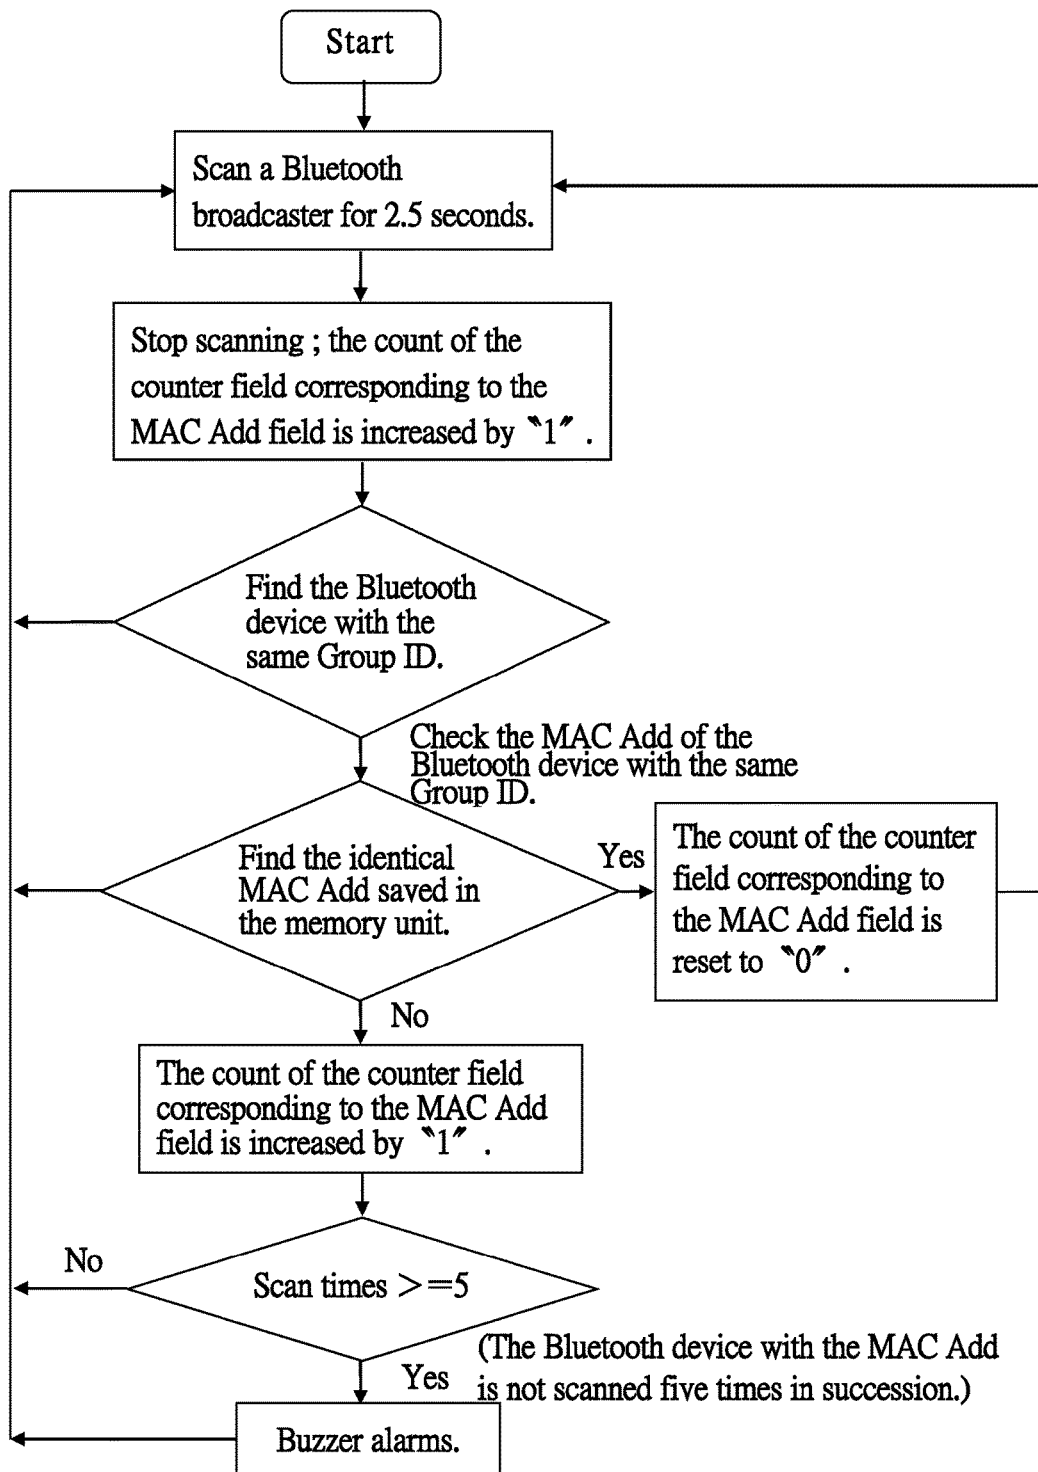 Start
Scan a Bluetooth
broadcaster for 2.5 seconds.
Stop scanning ; the count of the
counter field corresponding to the
MAC Add field is increased by 〝1〞 .
Find the Bluetooth
device with the
same Group ID.
Check the MAC Add of the
Bluetooth device with the same
Group ID.
Find the identical
MAC Add saved in
the memory unit.
Yes
The count of the counter
field corresponding to
the MAC Add field is
reset to 〝0〞 .
No
The count of the counter field
corresponding to the MAC Add
field is increased by 〝1〞 .
No
Scan times >=5
Yes
(The Bluetooth device with the MAC Add
is not scanned five times in succession.)
Buzzer alarms.